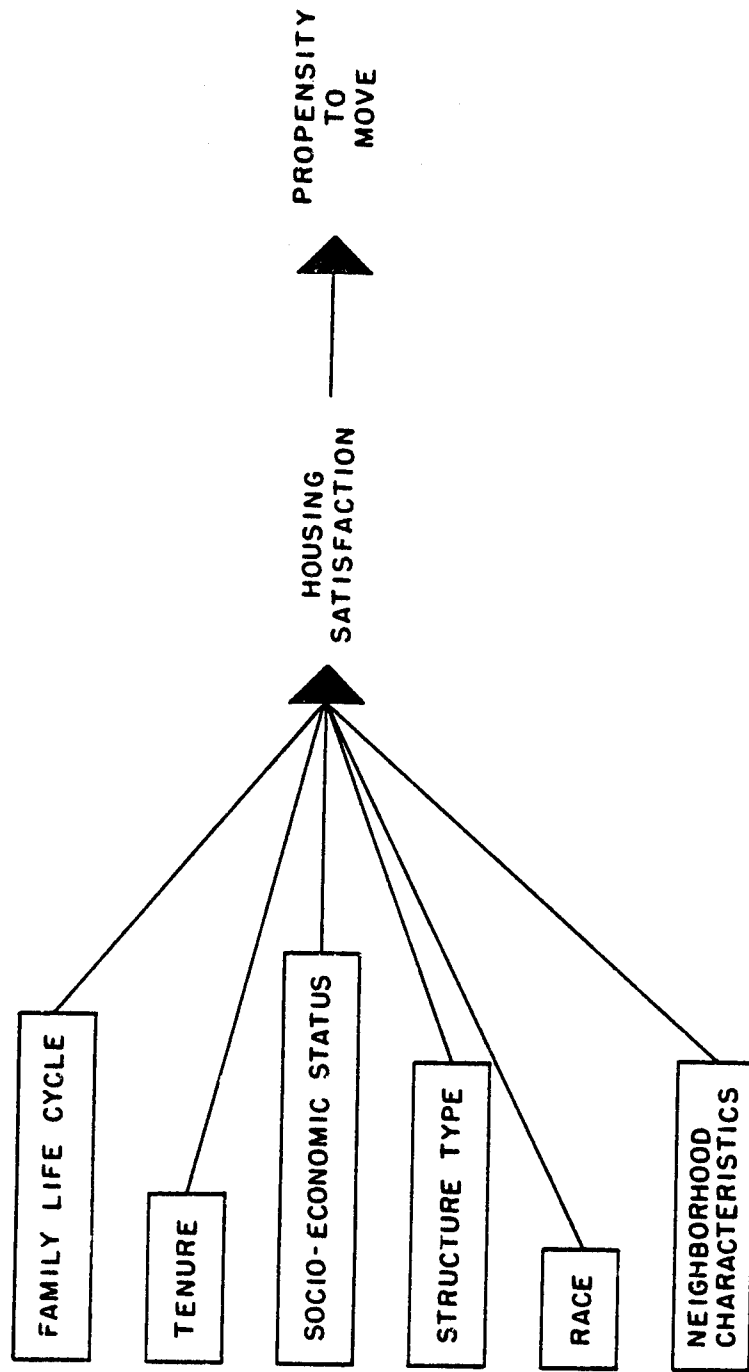 FAMILY LIFE CYCLE
TENURE
SOCIO-ECONOMIC STATUS
STRUCTURE TYPE
RACE
NEIGHBORHOOD
CHARACTERISTICS
HOUSING
SATISFACTION
PROPENSITY
TO
MOVE